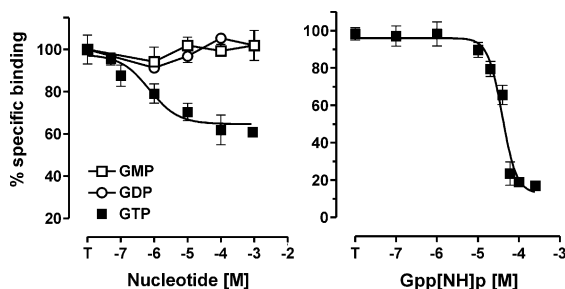 % specific binding
100
80
60
40
20
GMP
GDP
GTP
T -7 -6 -5 -4 -3 -2
Nucleotide [M]
100
80
60
40
20
0
T -7 -6 -5 -4 -3
Gpp[NH]p [M]